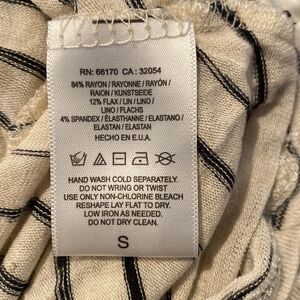 RN: 66170 CA: 32054
84% RAYON / RAYONNE / RAYÓN /
RAION / KUNSTSEIDE
12% FLAX / LIN / LINO /
LINO / FLACHS
4% SPANDEX / ÉLASTHANNE / ELASTANO /
ELASTAN / ELASTAN
HECHO EN E.U.A.
HAND WASH COLD SEPARATELY.
DO NOT WRING OR TWIST
USE ONLY NON-CHLORINE BLEACH
RESHAPE LAY FLAT TO DRY.
LOW IRON AS NEEDED.
DO NOT DRY CLEAN.
S